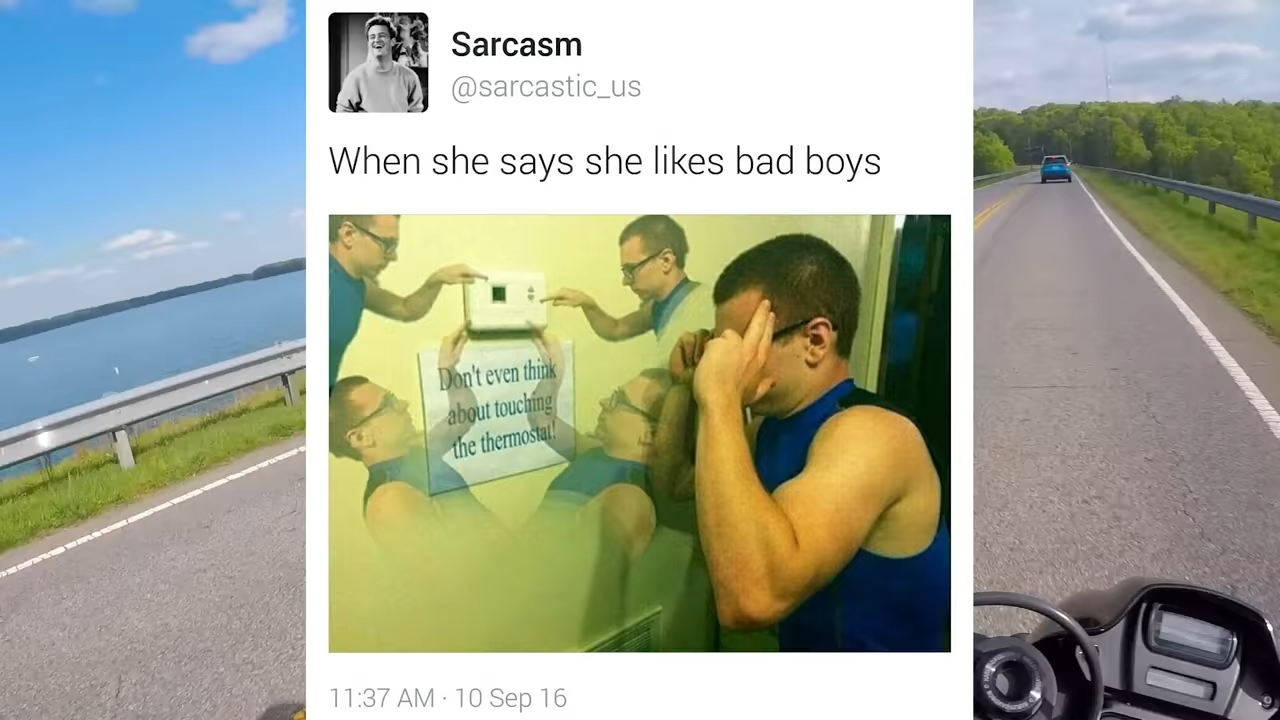 Sarcasm
@sarcastic_us
When she says she likes bad boys
Don't even think
about touching
the thermostat!
11:37 AM · 10 Sep 16